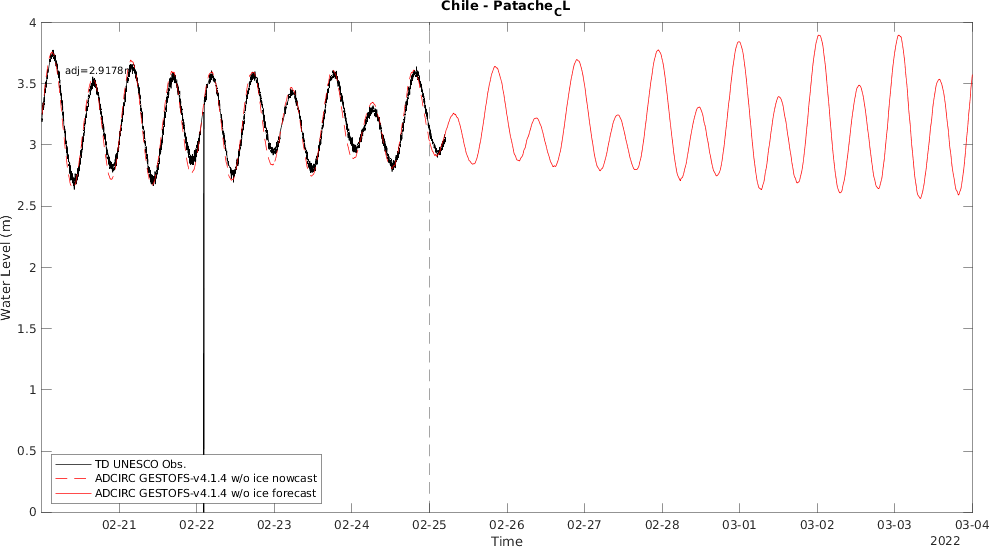 Chile - Patache_CL
4
3.5
3
2.5
2
1.5
1
0.5
0
Water Level (m)
adj=2.9178m
TD UNESCO Obs.
ADCIRC GESTOFS-v4.1.4 w/o ice nowcast
ADCIRC GESTOFS-v4.1.4 w/o ice forecast
02-21 02-22 02-23 02-24 02-25 02-26 02-27 02-28 03-01 03-02 03-03 03-04
Time
2022